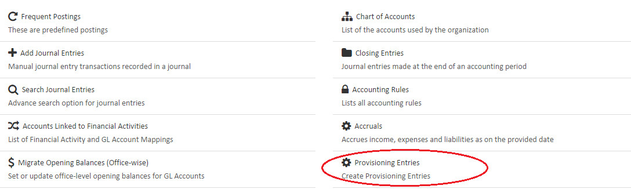 Frequent Postings
These are predefined postings
Add Journal Entries
Manual journal entry transactions recorded in a journal
Search Journal Entries
Advance search option for journal entries
Accounts Linked to Financial Activities
List of Financial Activity and GL Account Mappings
Migrate Opening Balances (Office-wise)
Set or update office-level opening balances for GL Accounts
Chart of Accounts
List of the accounts used by the organization
Closing Entries
Journal entries made at the end of an accounting period
Accounting Rules
Lists all accounting rules
Accruals
Accrues income, expenses and liabilities as on the provided date
Provisioning Entries
Create Provisioning Entries